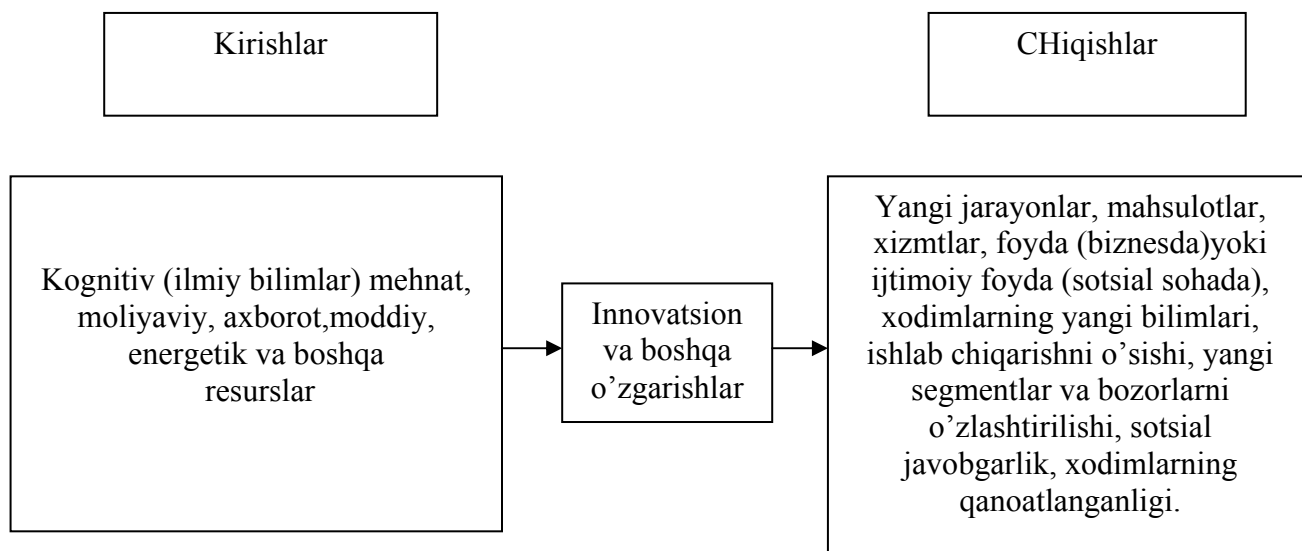 Kirishlar
CHiqishlar
Kognitiv (ilmiy bilimlar) mehnat,
moliyaviy, axborot,moddiy,
energetik va boshqa
resurslar
Innovatsion
va boshqa
o’zgarishlar
Yangi jarayonlar, mahsulotlar,
xizmtlar, foyda (biznesda)yoki
ijtimoiy foyda (sotsial sohada),
xodimlarning yangi bilimlari,
ishlab chiqarishni o’sishi, yangi
segmentlar va bozorlarni
o’zlashtirilishi, sotsial
javobgarlik, xodimlarning
qanoatlanganligi.